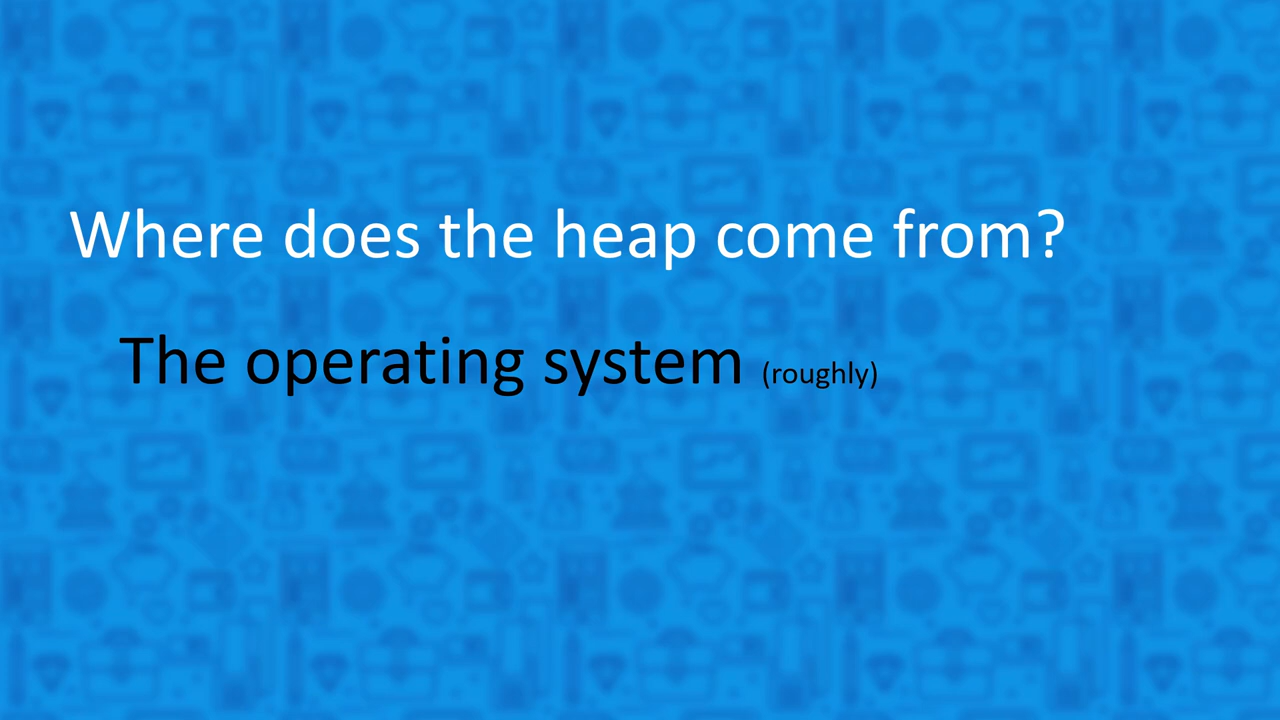 Where does the heap come from?
The operating system (roughly)